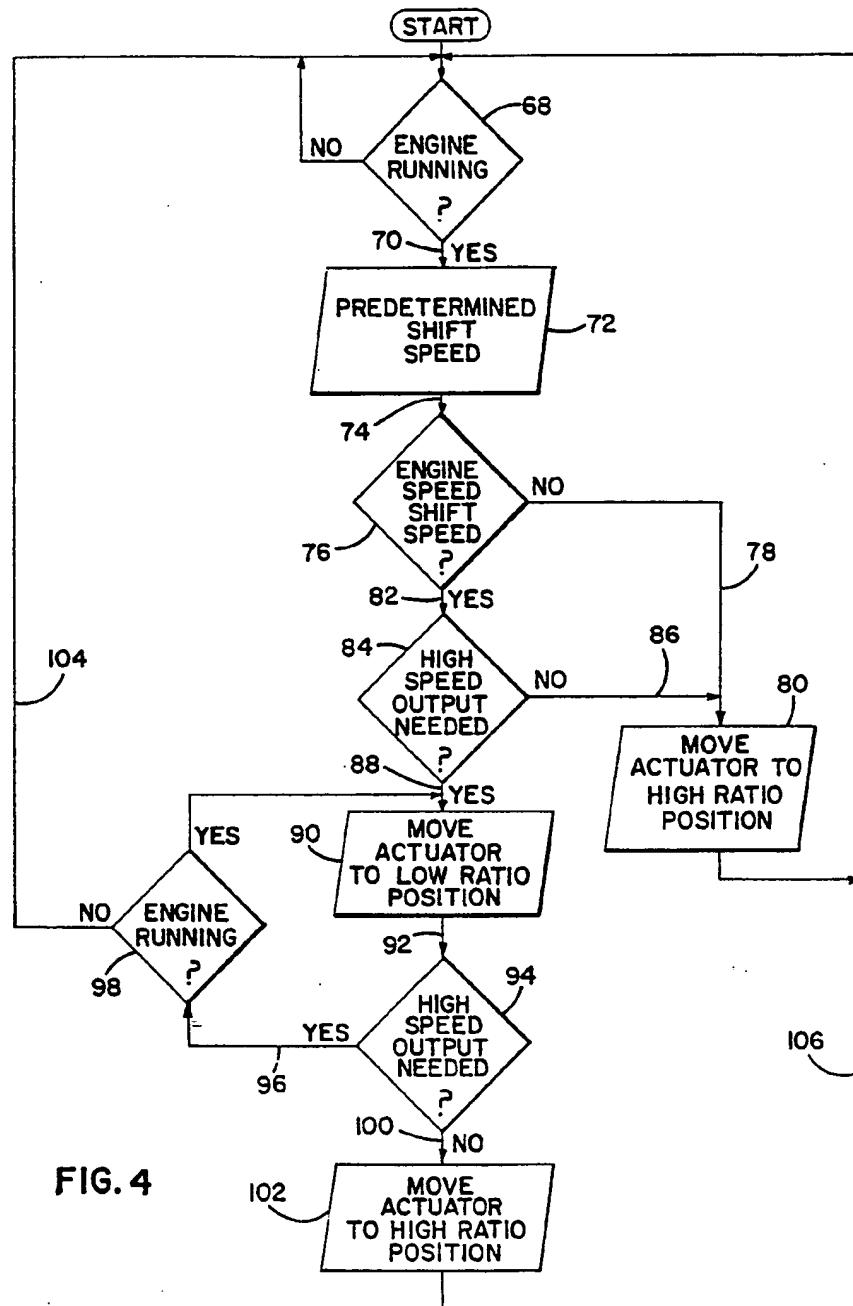 START
68
NO
ENGINE
RUNNING
?
70
YES
PREDETERMINED
SHIFT
SPEED
72
74
ENGINE
SPEED
SHIFT
SPEED
?
NO
76
78
82
YES
84
HIGH
SPEED
OUTPUT
NEEDED
?
NO
86
104
80
MOVE
ACTUATOR TO
HIGH RATIO
POSITION
88
YES
90
MOVE
ACTUATOR
TO LOW RATIO
POSITION
YES
NO
ENGINE
RUNNING
?
98
92
94
HIGH
SPEED
OUTPUT
NEEDED
?
YES
96
106
100
NO
FIG. 4
102
MOVE
ACTUATOR
TO HIGH RATIO
POSITION